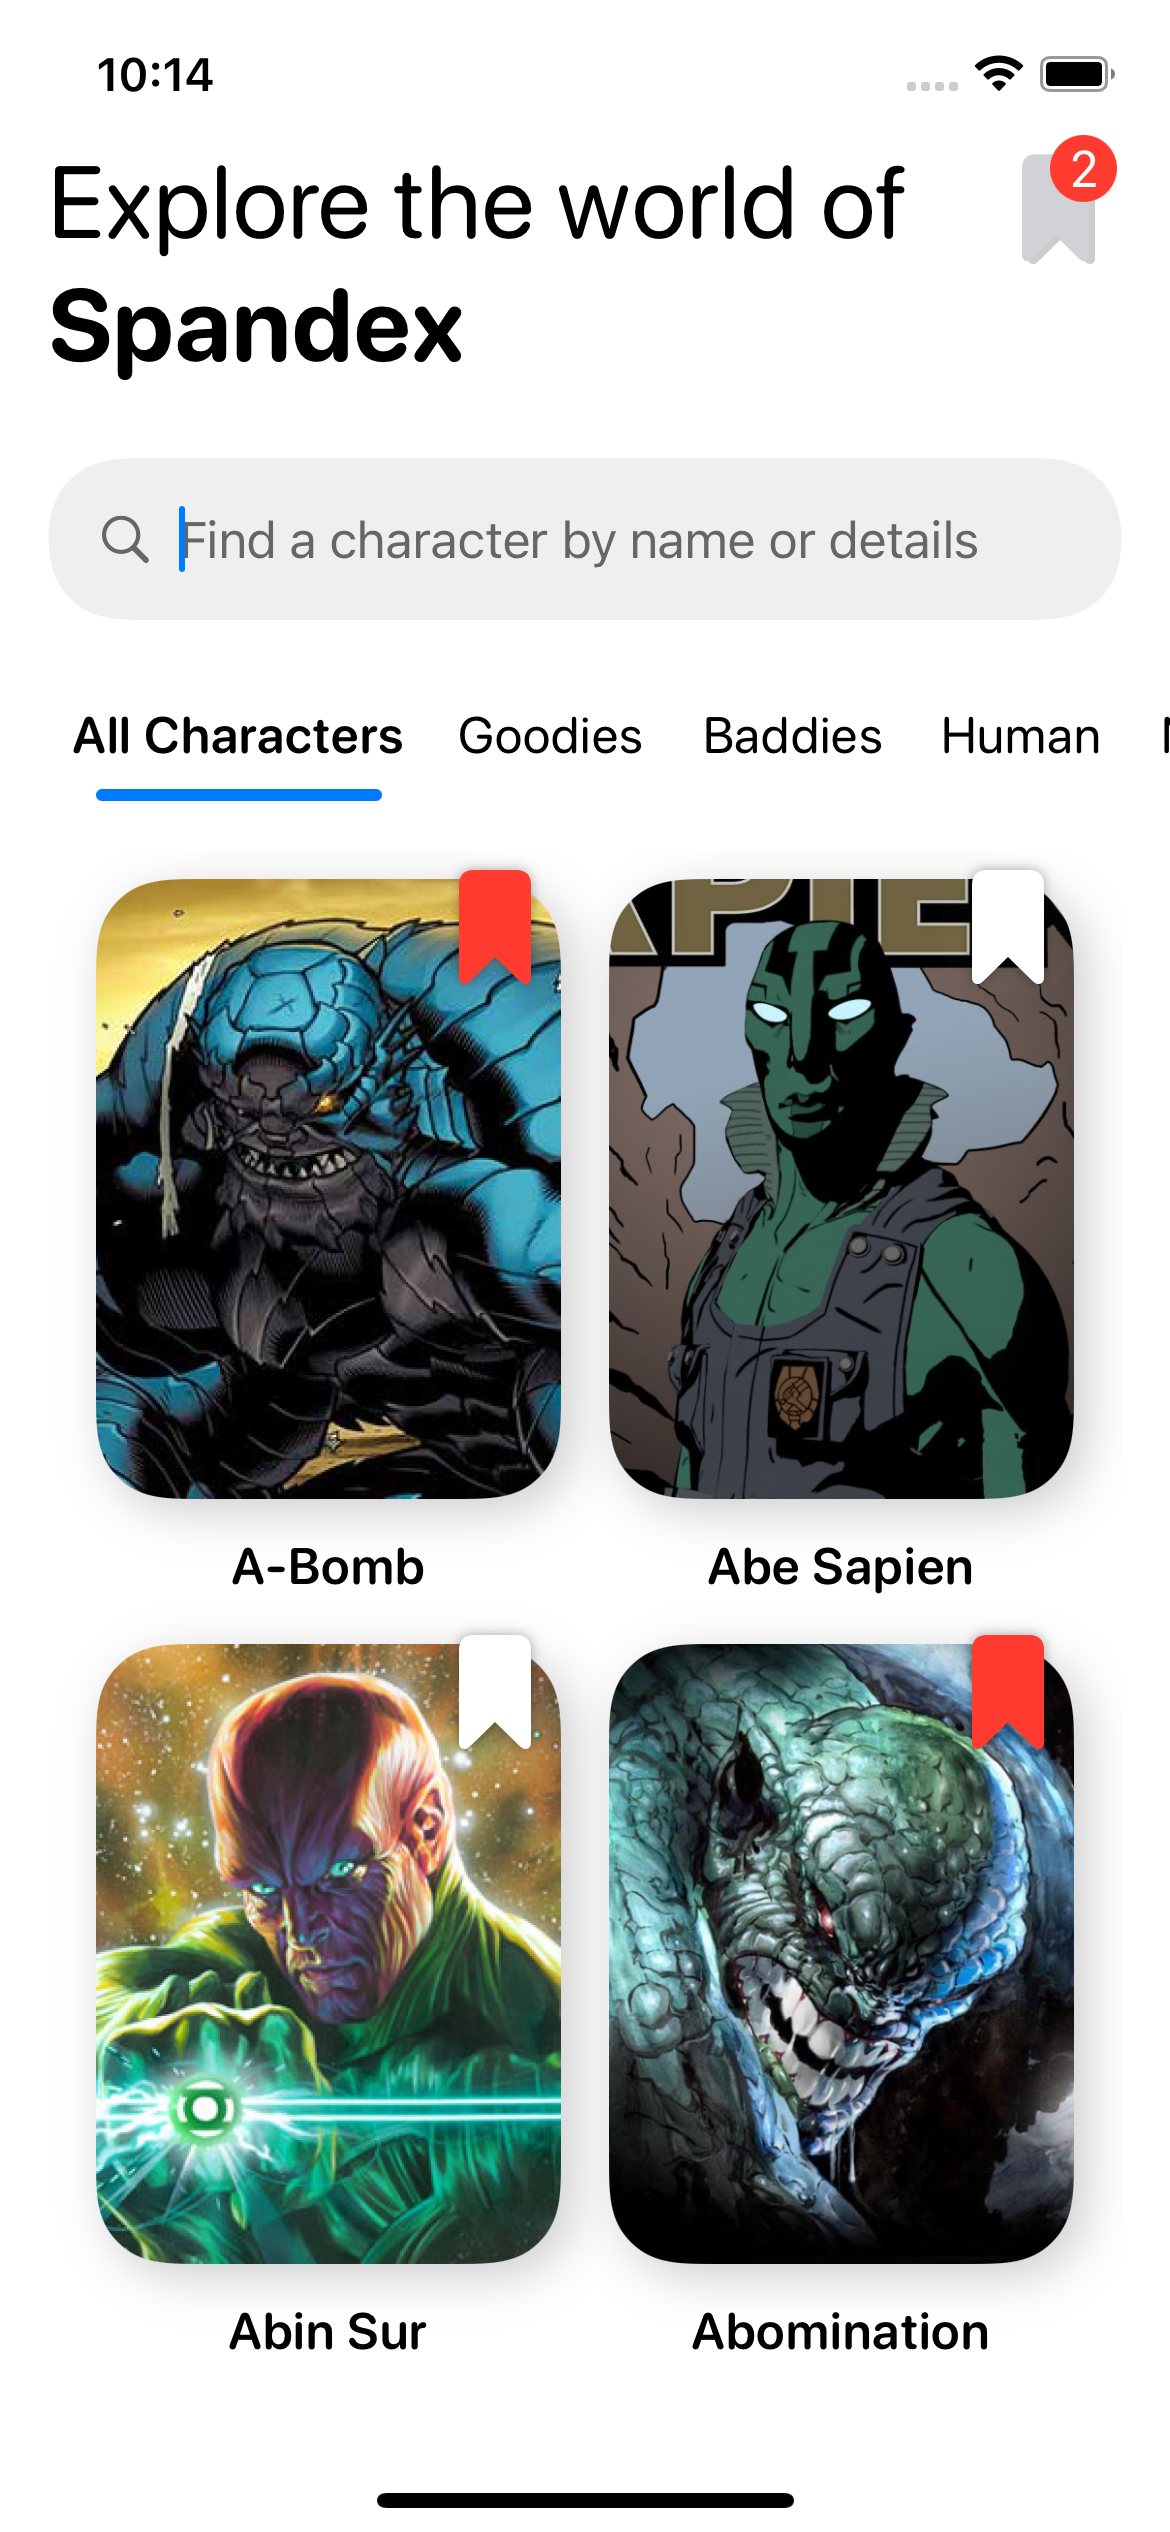 10:14
Explore the world of
2
Spandex
Find a character by name or details
All Characters Goodies Baddies Human
APIE
A-Bomb Abe Sapien
Abin Sur Abomination